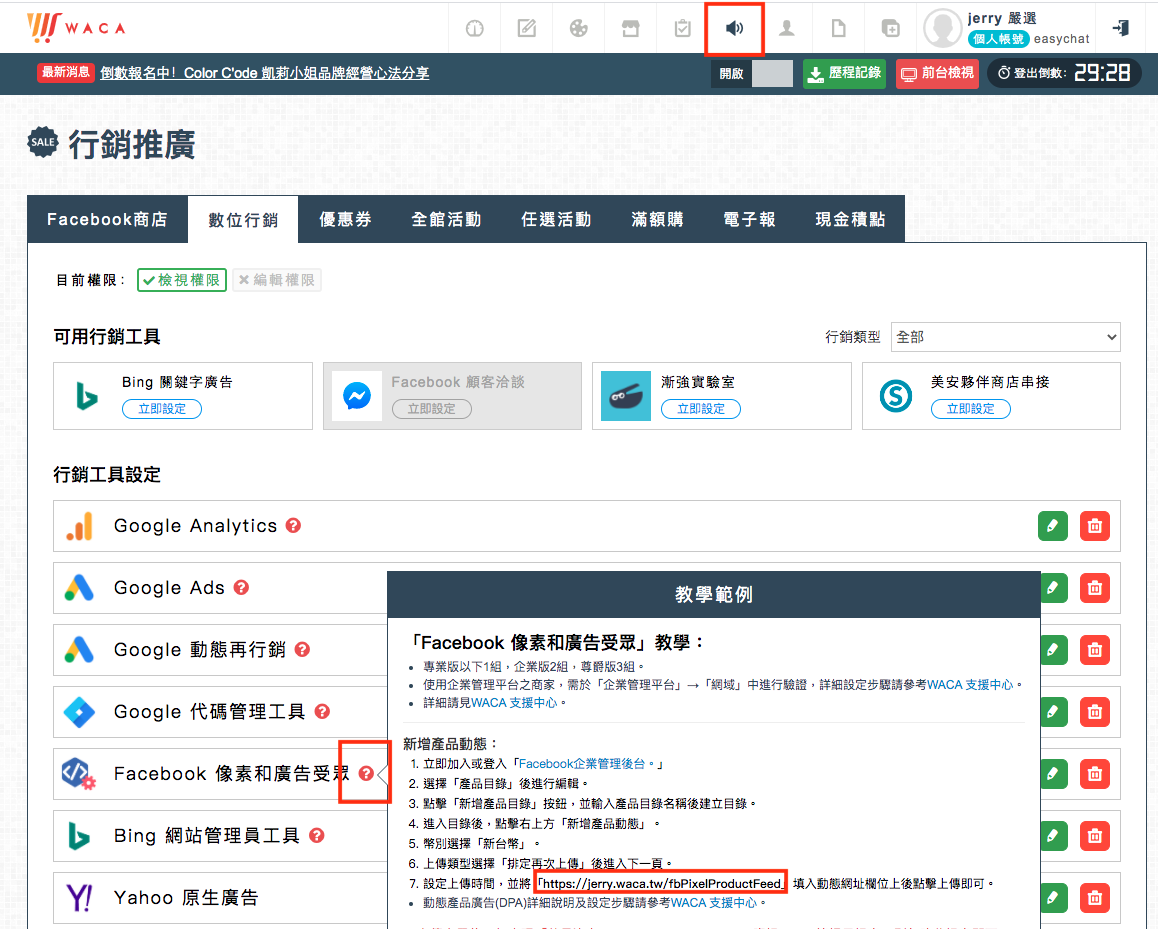 WACA
jerry 嚴選
個人帳號 easychat
最新消息 倒數報名中！Color C'ode 凱莉小姐品牌經營心法分享
開啟 歷程記錄 前台檢視 登出倒數: 29:28
SALE 行銷推廣
Facebook商店 數位行銷 優惠券 全館活動 任選活動 滿額購 電子報 現金積點
目前權限: 檢視權限 編輯權限
可用行銷工具 行銷類型 全部
Bing 關鍵字廣告 Facebook 顧客洽談 漸強實驗室 美安夥伴商店串接
立即設定 立即設定 立即設定 立即設定
行銷工具設定
Google Analytics ?
Google Ads ?
Google 動態再行銷 ?
Google 代碼管理工具 ?
Facebook 像素和廣告受眾 ?
Bing 網站管理員工具 ?
Yahoo 原生廣告
教學範例
「Facebook 像素和廣告受眾」教學：
• 專業版以下1組，企業版2組，尊爵版3組。
• 使用企業管理平台之商家，需於「企業管理平台」→「網域」中進行驗證，詳細設定步驟請參考WACA 支援中心。
• 詳細請見WACA 支援中心。
新增產品動態：
1. 立即加入或登入「Facebook企業管理後台。」
2. 選擇「產品目錄」後進行編輯。
3. 點擊「新增產品目錄」按鈕，並輸入產品目錄名稱後建立目錄。
4. 進入目錄後，點擊右上方「新增產品動態」。
5. 幣別選擇「新台幣」。
6. 上傳類型選擇「排定再次上傳」後進入下一頁。
7. 設定上傳時間，並將「https://jerry.waca.tw/fbPixelProductFeed」填入動態網址欄位上後點擊上傳即可。
• 動態產品廣告(DPA)詳細說明及設定步驟請參考WACA 支援中心。